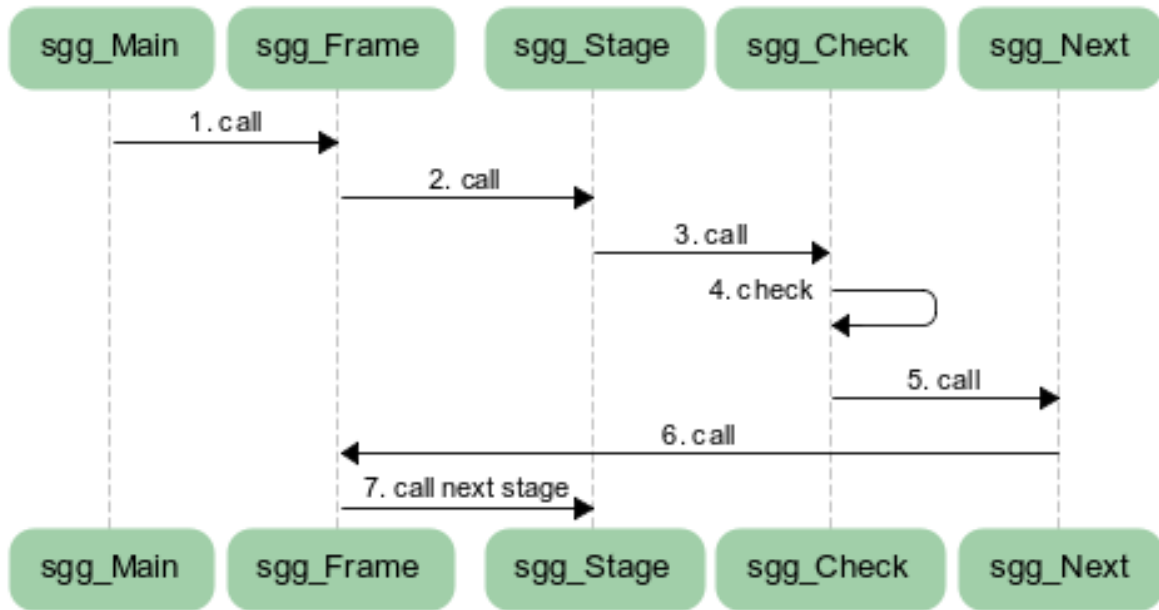 sgg_Main sgg_Frame sgg_Stage sgg_Check sgg_Next
1. call
2. call
3. call
4. check
5. call
6. call
7. call next stage
sgg_Main sgg_Frame sgg_Stage sgg_Check sgg_Next